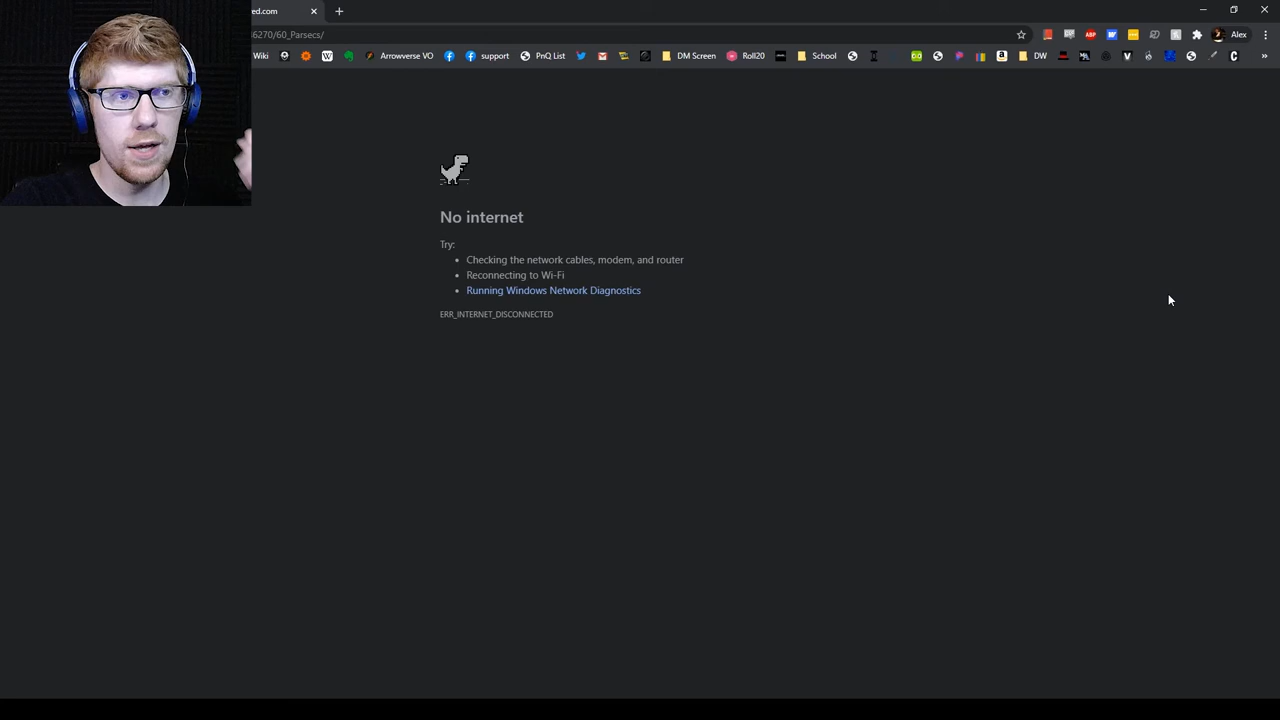 ed.com
6270/60_Parsecs/
Alex
Wiki Arrowverse VO support PnQ List DM Screen Roll20 School DW
No internet
Try:
Checking the network cables, modem, and router
Reconnecting to Wi-Fi
Running Windows Network Diagnostics
ERR_INTERNET_DISCONNECTED